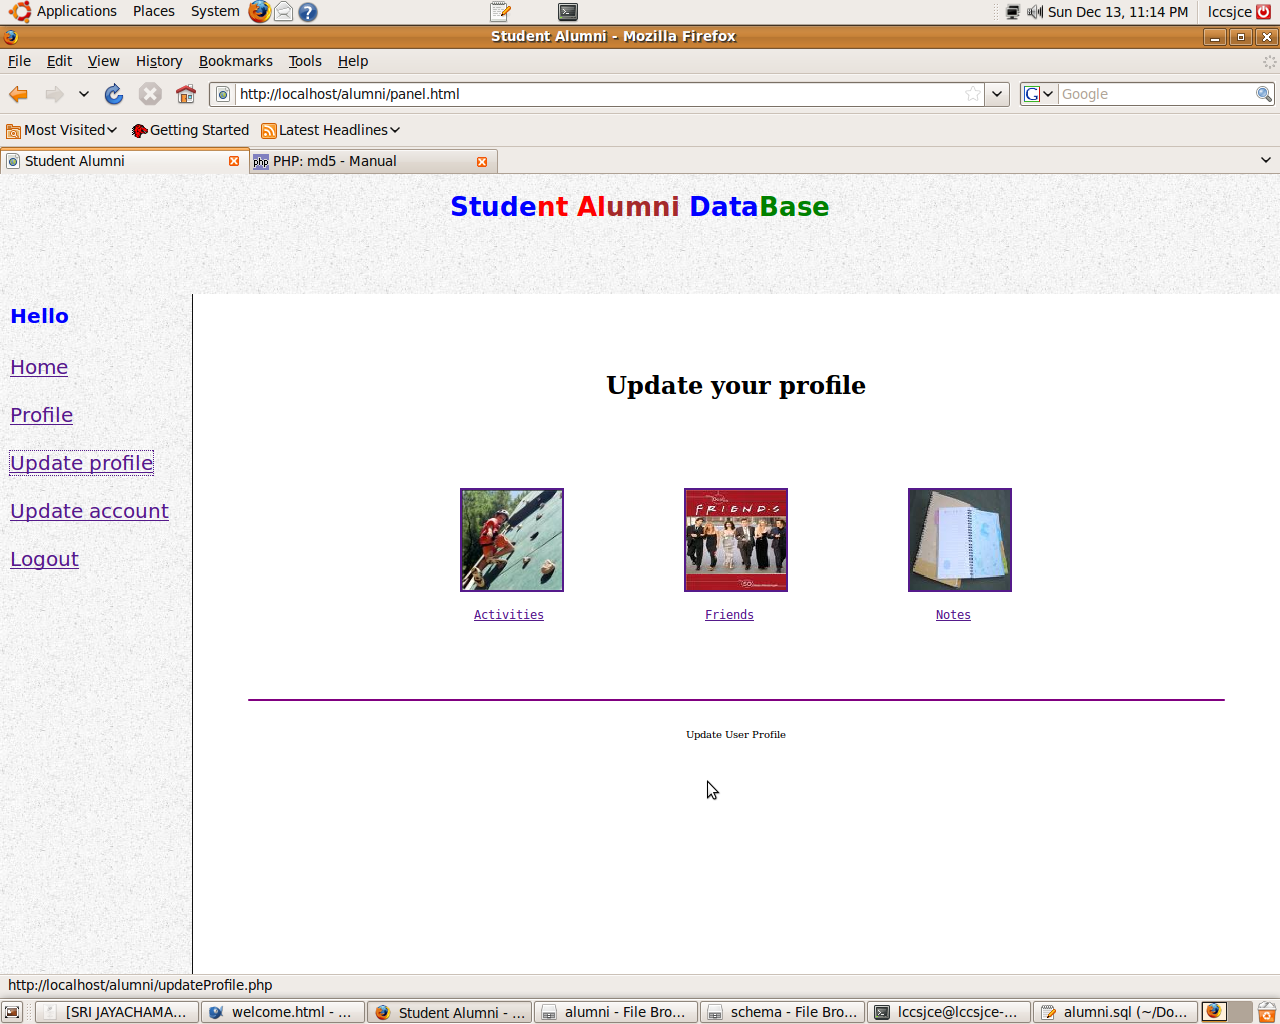 Applications Places System Sun Dec 13, 11:14 PM lccsjce
Student Alumni - Mozilla Firefox
File Edit View History Bookmarks Tools Help
http://localhost/alumni/panel.html G Google
Most Visited Getting Started Latest Headlines
Student Alumni php PHP: md5 - Manual
Student Alumni DataBase
Hello
Home
Profile
Update profile
Update account
Logout
Update your profile
FRIENDS
Activities Friends Notes
Update User Profile
http://localhost/alumni/updateProfile.php
[SRI JAYACHAMA... welcome.html - ... Student Alumni - ... alumni - File Bro... schema - File Bro... lccsjce@lccsjce-... alumni.sql (~/Do...